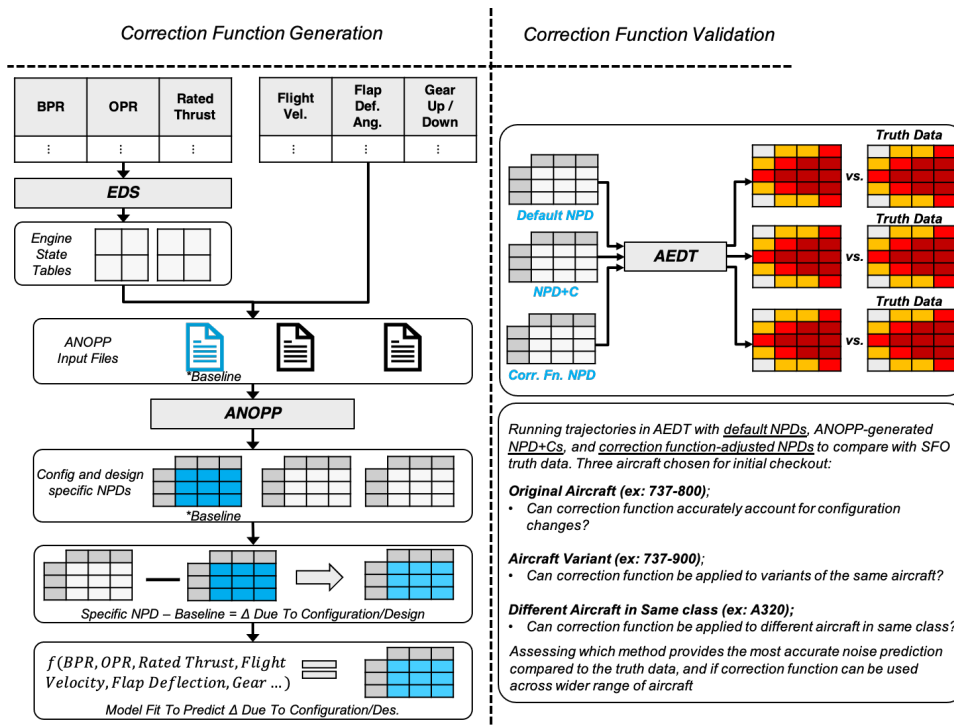 Correction Function Generation
BPR
OPR
Rated
Thrust
Flight
Vel.
Flap
Def.
Ang.
Gear
Up /
Down
⋮
⋮
⋮
⋮
⋮
⋮
EDS
Engine
State
Tables
ANOPP
Input Files
*Baseline
ANOPP
Config and design
specific NPDs
*Baseline
Specific NPD – Baseline = Δ Due To Configuration/Design
f(BPR, OPR, Rated Thrust, Flight
Velocity, Flap Deflection, Gear ...)
Model Fit To Predict Δ Due To Configuration/Des.
Correction Function Validation
Truth Data
Default NPD
vs.
Truth Data
NPD+C
AEDT
vs.
Truth Data
Corr. Fn. NPD
vs.
Running trajectories in AEDT with default NPDs, ANOPP-generated
NPD+Cs, and correction function-adjusted NPDs to compare with SFO
truth data. Three aircraft chosen for initial checkout:
Original Aircraft (ex: 737-800);
• Can correction function accurately account for configuration
changes?
Aircraft Variant (ex: 737-900);
• Can correction function be applied to variants of the same aircraft?
Different Aircraft in Same class (ex: A320);
• Can correction function be applied to different aircraft in same class?
Assessing which method provides the most accurate noise prediction
compared to the truth data, and if correction function can be used
across wider range of aircraft